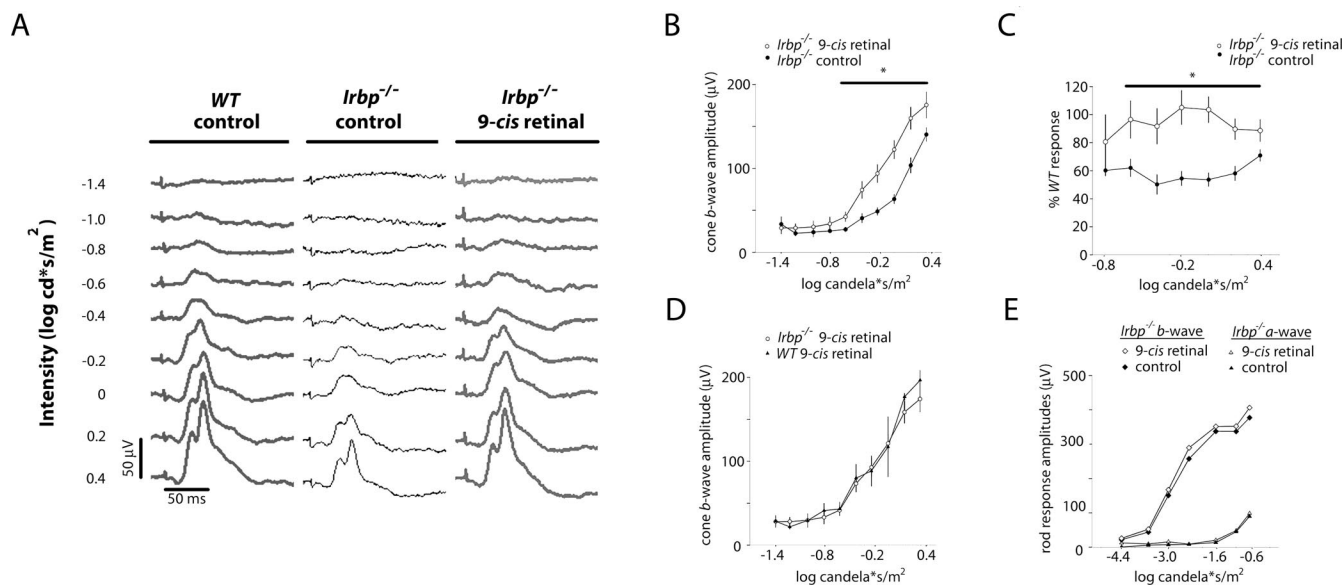 A
WT
control
Irbp-/-
control
Irbp-/-
9-cis retinal
Intensity (log cd*s/m2)
-1.4
-1.0
-0.8
-0.6
-0.4
-0.2
0
0.2
0.4
50 µV
50 ms
B
Irbp-/- 9-cis retinal
Irbp-/- control
*
cone b-wave amplitude (µV)
200
100
0
-1.4
-0.8
-0.2
0.4
log candela*s/m2
C
Irbp-/- 9-cis retinal
Irbp-/- control
*
% WT response
120
100
80
60
40
20
0
-0.8
-0.2
0.4
log candela*s/m2
D
Irbp-/- 9-cis retinal
WT 9-cis retinal
cone b-wave amplitude (µV)
200
100
0
-1.4
-0.8
-0.2
0.4
log candela*s/m2
E
Irbp-/- b-wave
9-cis retinal
control
Irbp-/- a-wave
9-cis retinal
control
rod response amplitudes (µV)
500
300
100
0
-4.4
-3.0
-1.6
-0.6
log candela*s/m2